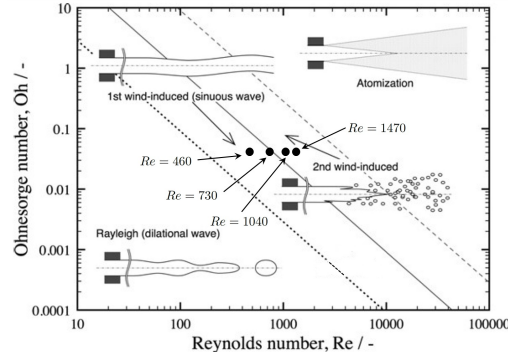 10
1
0.1
0.01
0.001
0.0001
Ohnesorge number, Oh / -
1st wind-induced (sinuous wave)
Atomization
Re = 1470
Re = 460
2nd wind-induced
Re = 730
Re = 1040
Rayleigh (dilational wave)
10
100
1000
10000
100000
Reynolds number, Re / -